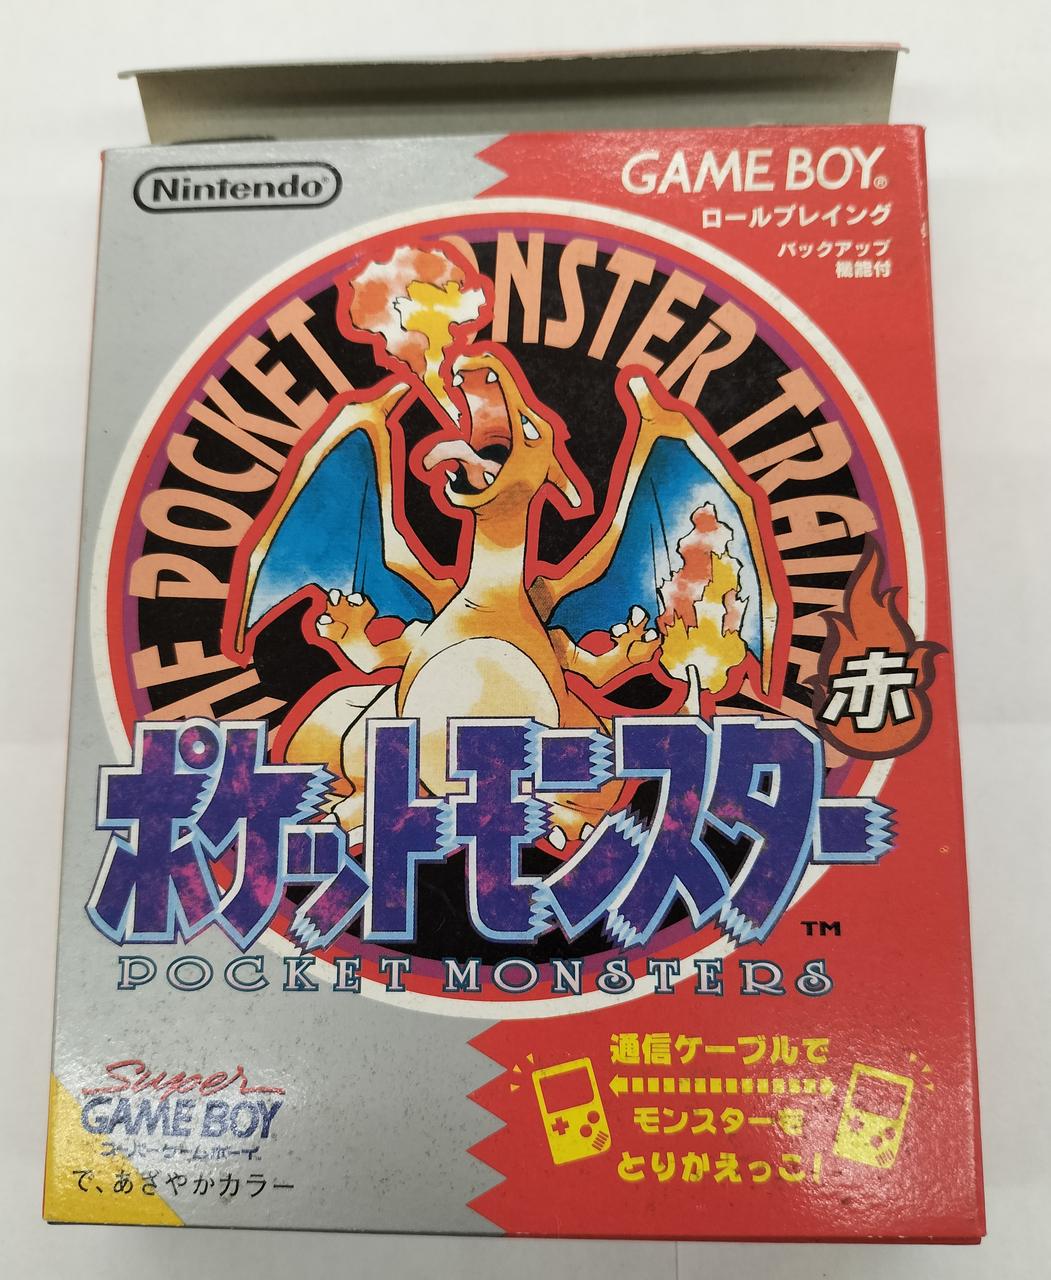 Nintendo®
GAME BOY®
ロールプレイング
バックアップ
機能付
POCKET MONSTER
赤
ポケットモンスター
TM
POCKET MONSTERS
Super
GAME BOY
スーパーゲームボーイ
で、あざやかカラー
通信ケーブルで
モンスターを
とりかえっこ!